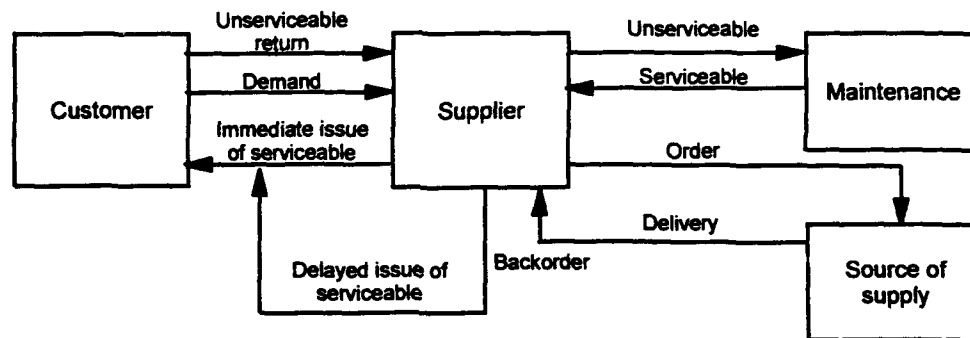 Unserviceable
return
Demand
Immediate issue
of serviceable
Customer
Supplier
Unserviceable
Serviceable
Maintenance
Order
Delivery
Backorder
Delayed issue of
serviceable
Source of
supply